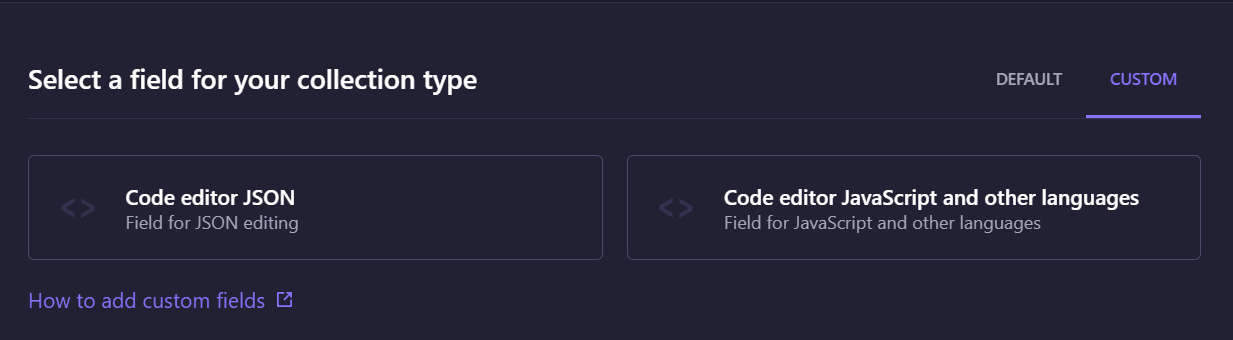 Select a field for your collection type
DEFAULT
CUSTOM
Code editor JSON
Field for JSON editing
Code editor JavaScript and other languages
Field for JavaScript and other languages
How to add custom fields